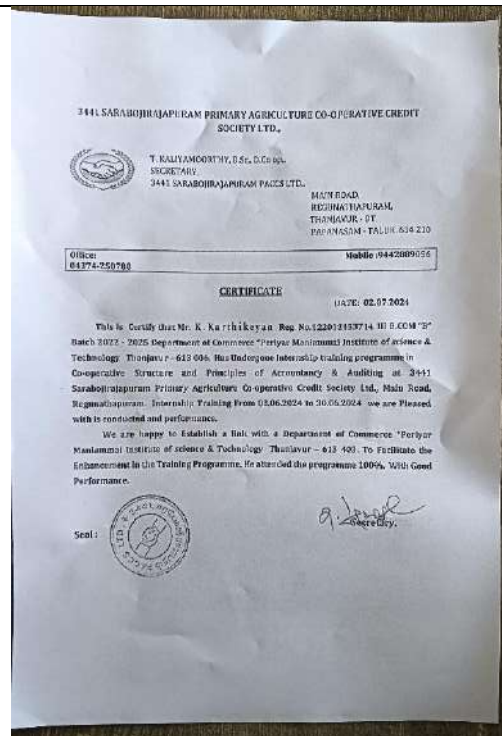 3441 SARABOJIRAJAPURAM PRIMARY AGRICULTURE CO-OPERATIVE CREDIT
SOCIETY LTD.,
T. KALIYAMOORTHY, B.Sc, D.Co op.,
SECRETARY,
3441 SARABOJIRAJAPURAM PACCS LTD.,
MAIN ROAD,
REGUNATHAPURAM,
THANJAVUR - DT.
PAPANASAM - TALUK. 614 210
Office:
04374-250780
Mobile :9442889056
CERTIFICATE
DATE: 02.07.2024
This is Certify that Mr. K. Karthikeyan Reg. No. III B.COM "B"
Batch 2022 - 2025 Department of Commerce "Periyar Maniammai Institute of science &
Technology Thanjavur - 613 006. Has Undergone Internship training programme in
Co-operative Structure and Principles of Accountancy & Auditing at 3441
Sarabojirajapuram Primary Agriculture Co-operative Credit Society Ltd., Main Road,
Regunathapuram. Internship Training From 02.06.2024 to 30.06.2024 we are Pleased
with is conducted and performance.
We are happy to Establish a link with a Department of Commerce "Periyar
Maniammai Institute of science & Technology Thanjavur - 613 403. To Facilitate the
Enhancement in the Training Programme. He attended the programme 100%. With Good
Performance.
Secretary.
Seal :